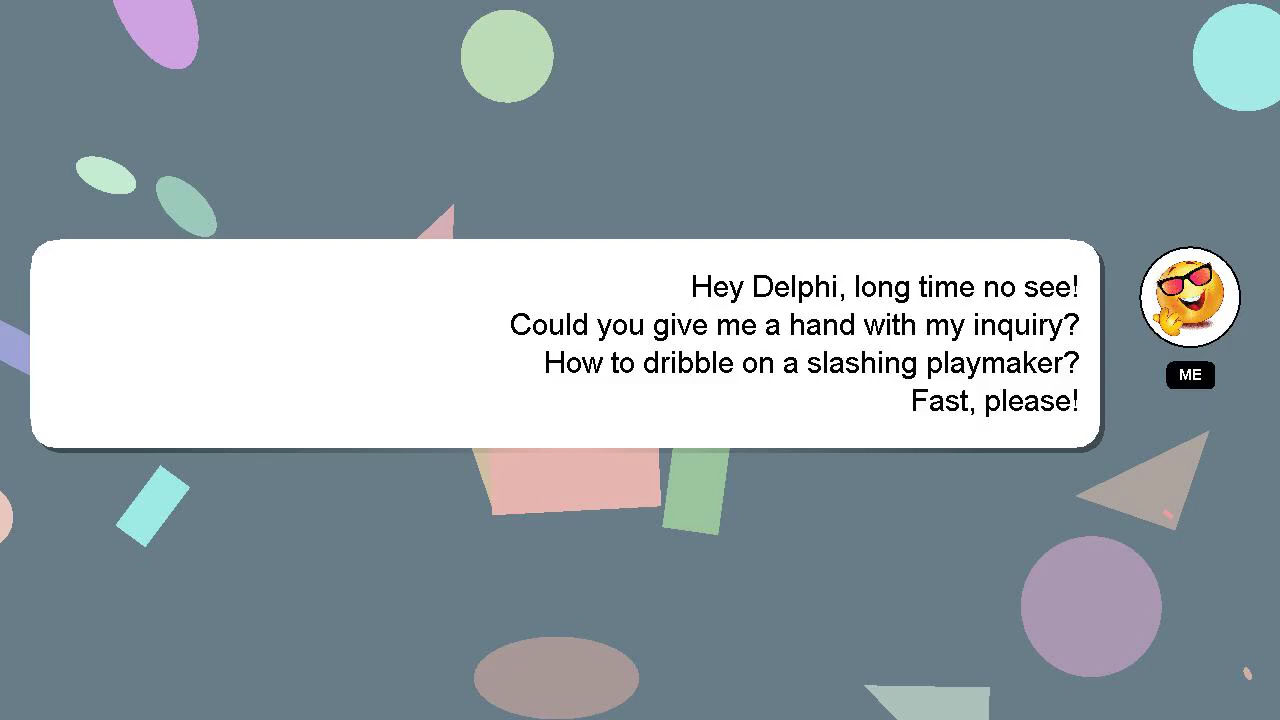 Hey Delphi, long time no see!
Could you give me a hand with my inquiry?
How to dribble on a slashing playmaker?
Fast, please!
ME